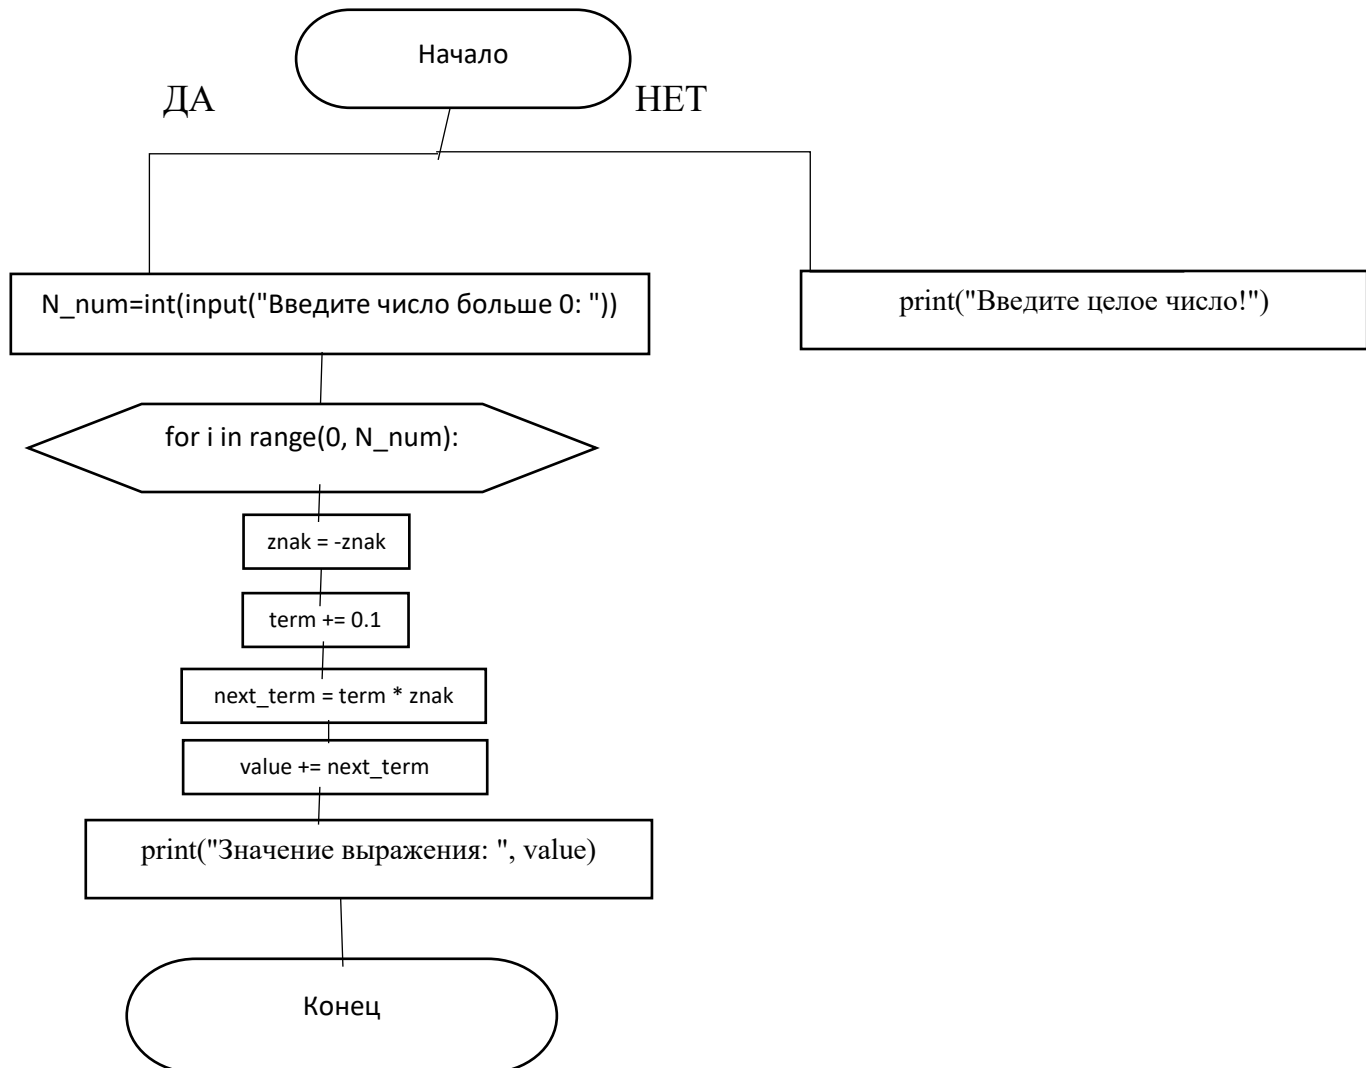 Начало
ДА
НЕТ
N_num=int(input("Введите число больше 0: "))
print("Введите целое число!")
for i in range(0, N_num):
znak = -znak
term += 0.1
next_term = term * znak
value += next_term
print("Значение выражения: ", value)
Конец